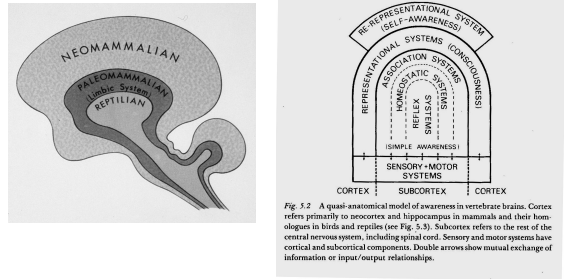 NEOMAMMALIAN
PALEOMAMMALIAN
(Limbic System)
REPTILIAN
RE-REPRESENTATIONAL SYSTEM
(SELF-AWARENESS)
REPRESENTATIONAL SYSTEMS (CONSCIOUSNESS)
ASSOCIATION SYSTEMS
HOMEOSTATIC SYSTEMS
REFLEX
SYSTEMS
(SIMPLE AWARENESS)
SENSORY+MOTOR
SYSTEMS
CORTEX
SUBCORTEX
CORTEX
Fig. 5.2 A quasi-anatomical model of awareness in vertebrate brains. Cortex
refers primarily to neocortex and hippocampus in mammals and their hom-
ologues in birds and reptiles (see Fig. 5.3). Subcortex refers to the rest of the
central nervous system, including spinal cord. Sensory and motor systems have
cortical and subcortical components. Double arrows show mutual exchange of
information or input/output relationships.